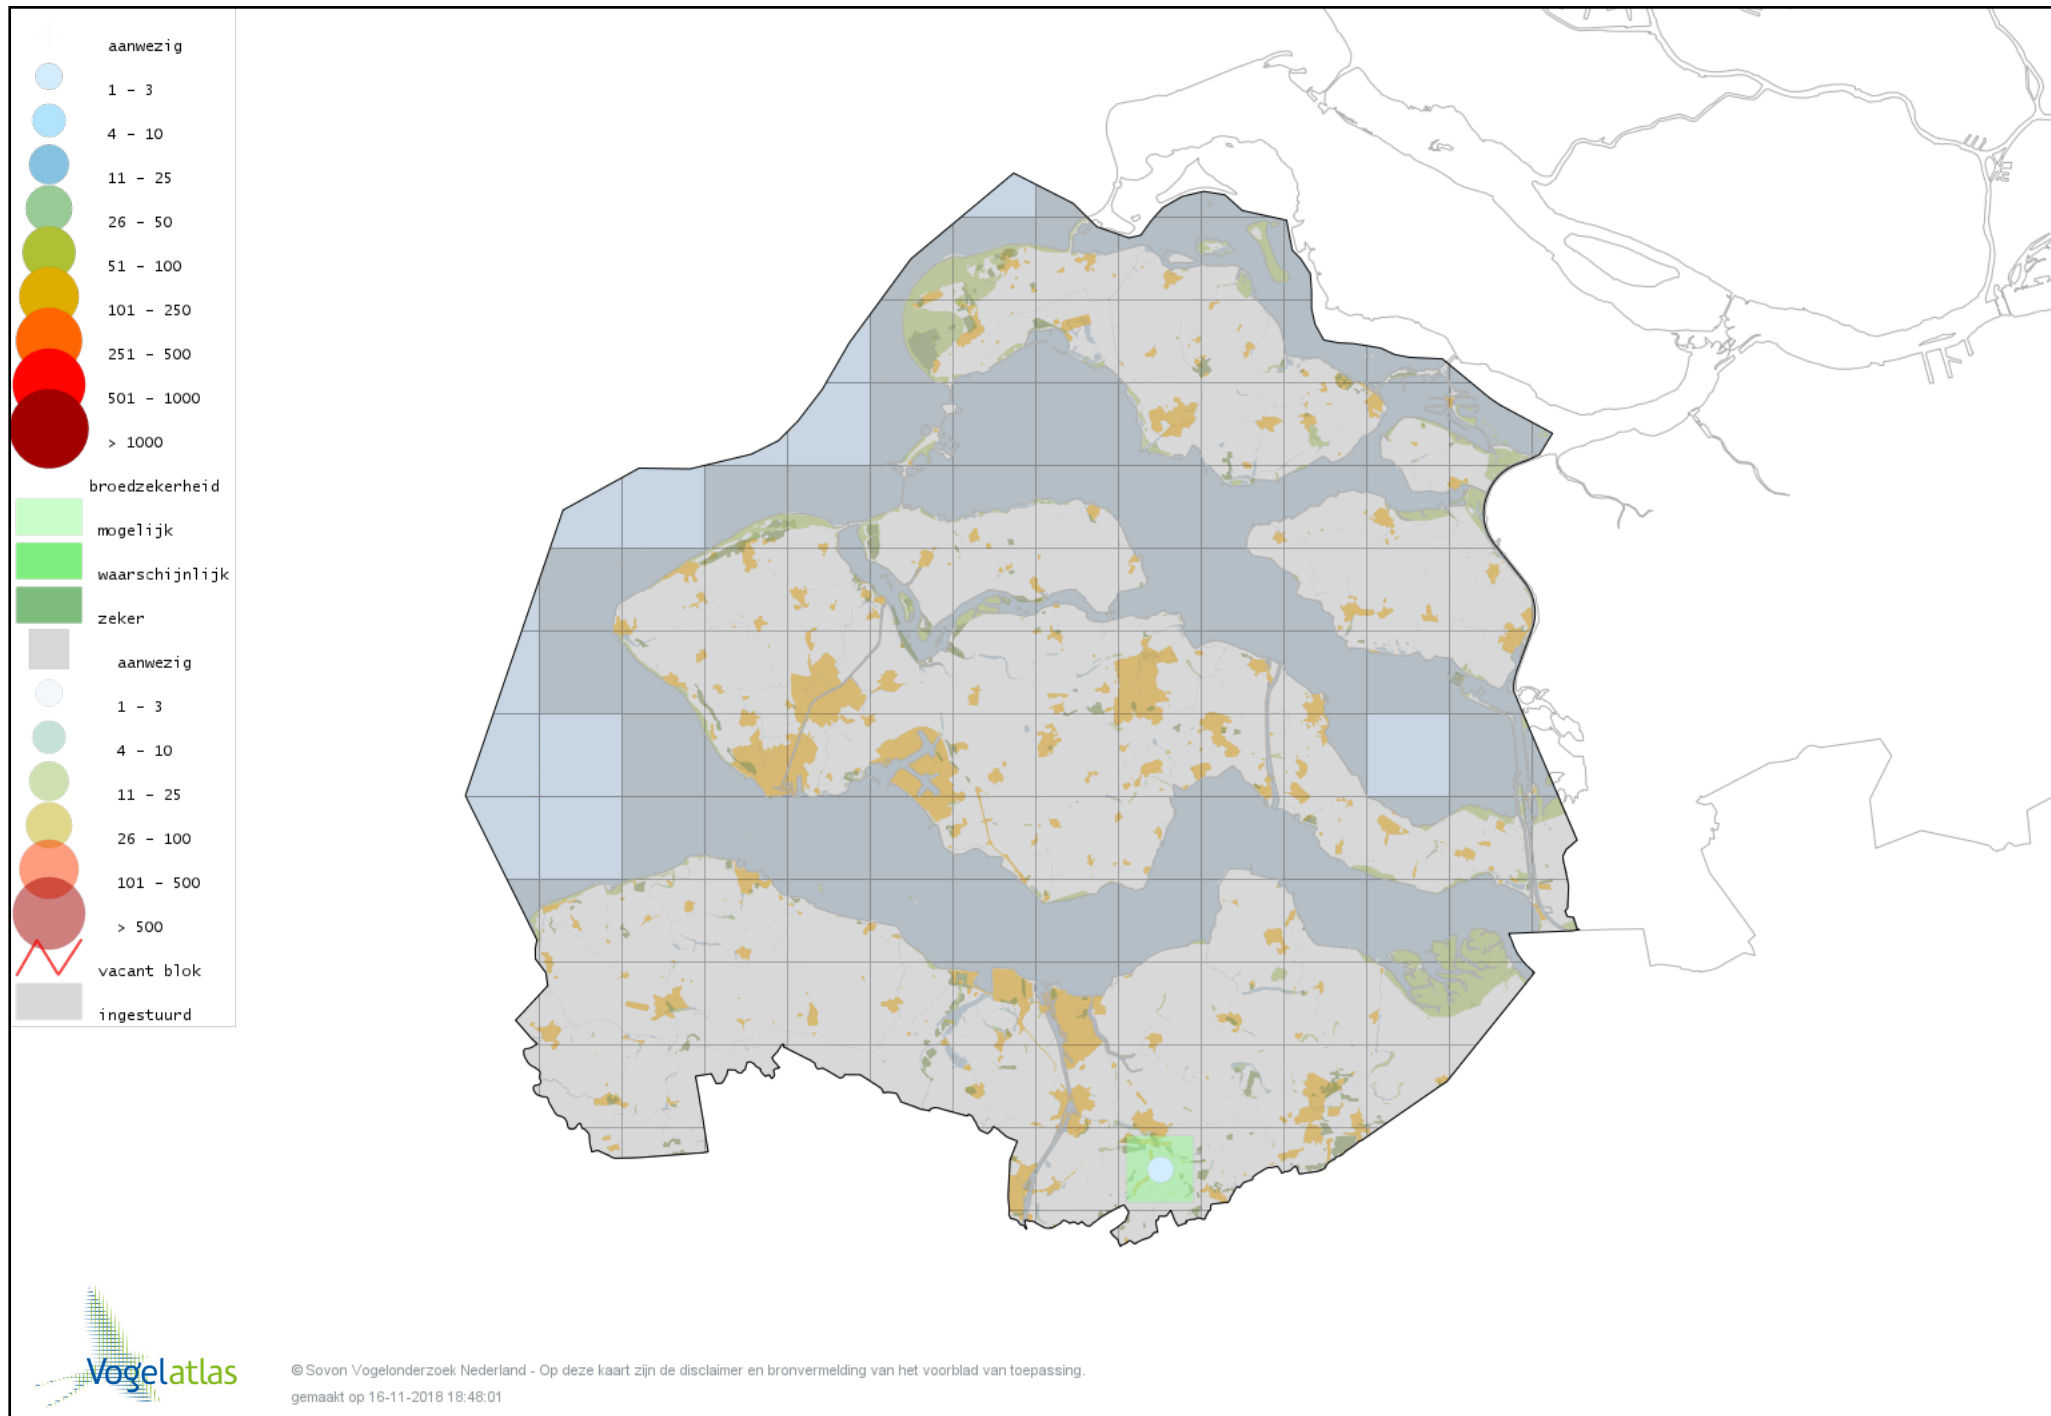 aanwezig
1 - 3
4 - 10
11 - 25
26 - 50
51 - 100
101 - 250
251 - 500
501 - 1000
> 1000
broedzekerheid
mogelijk
waarschijnlijk
zeker
aanwezig
1 - 3
4 - 10
11 - 25
26 - 100
101 - 500
> 500
vacant blok
ingestuurd
Vogelatlas
© Sovon Vogelonderzoek Nederland - Op deze kaart zijn de disclaimer en bronvermelding van het voorblad van toepassing.
gemaakt op 16-11-2018 18:48:01